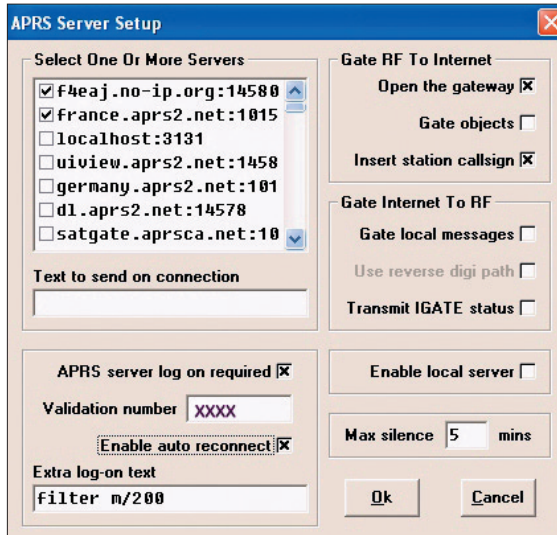 APRS Server Setup
Select One Or More Servers
f4eaj.no-ip.org:14580
france.aprs2.net:1015
localhost:3131
uiview.aprs2.net:1458
germany.aprs2.net:101
dl.aprs2.net:14578
satgate.aprsca.net:10
Text to send on connection
Gate RF To Internet
Open the gateway
Gate objects
Insert station callsign
Gate Internet To RF
Gate local messages
Use reverse digi path
Transmit IGATE status
APRS server log on required
Validation number XXXX
Enable auto reconnect
Extra log-on text
filter m/200
Enable local server
Max silence 5 mins
Ok
Cancel